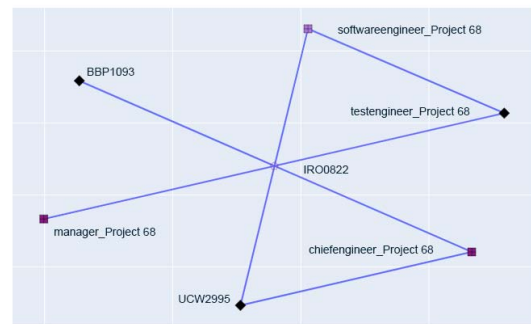 softwareengineer_Project 68
BBP1093
testengineer_Project 68
IRO0822
manager_Project 68
chiefengineer_Project 68
UCW2995